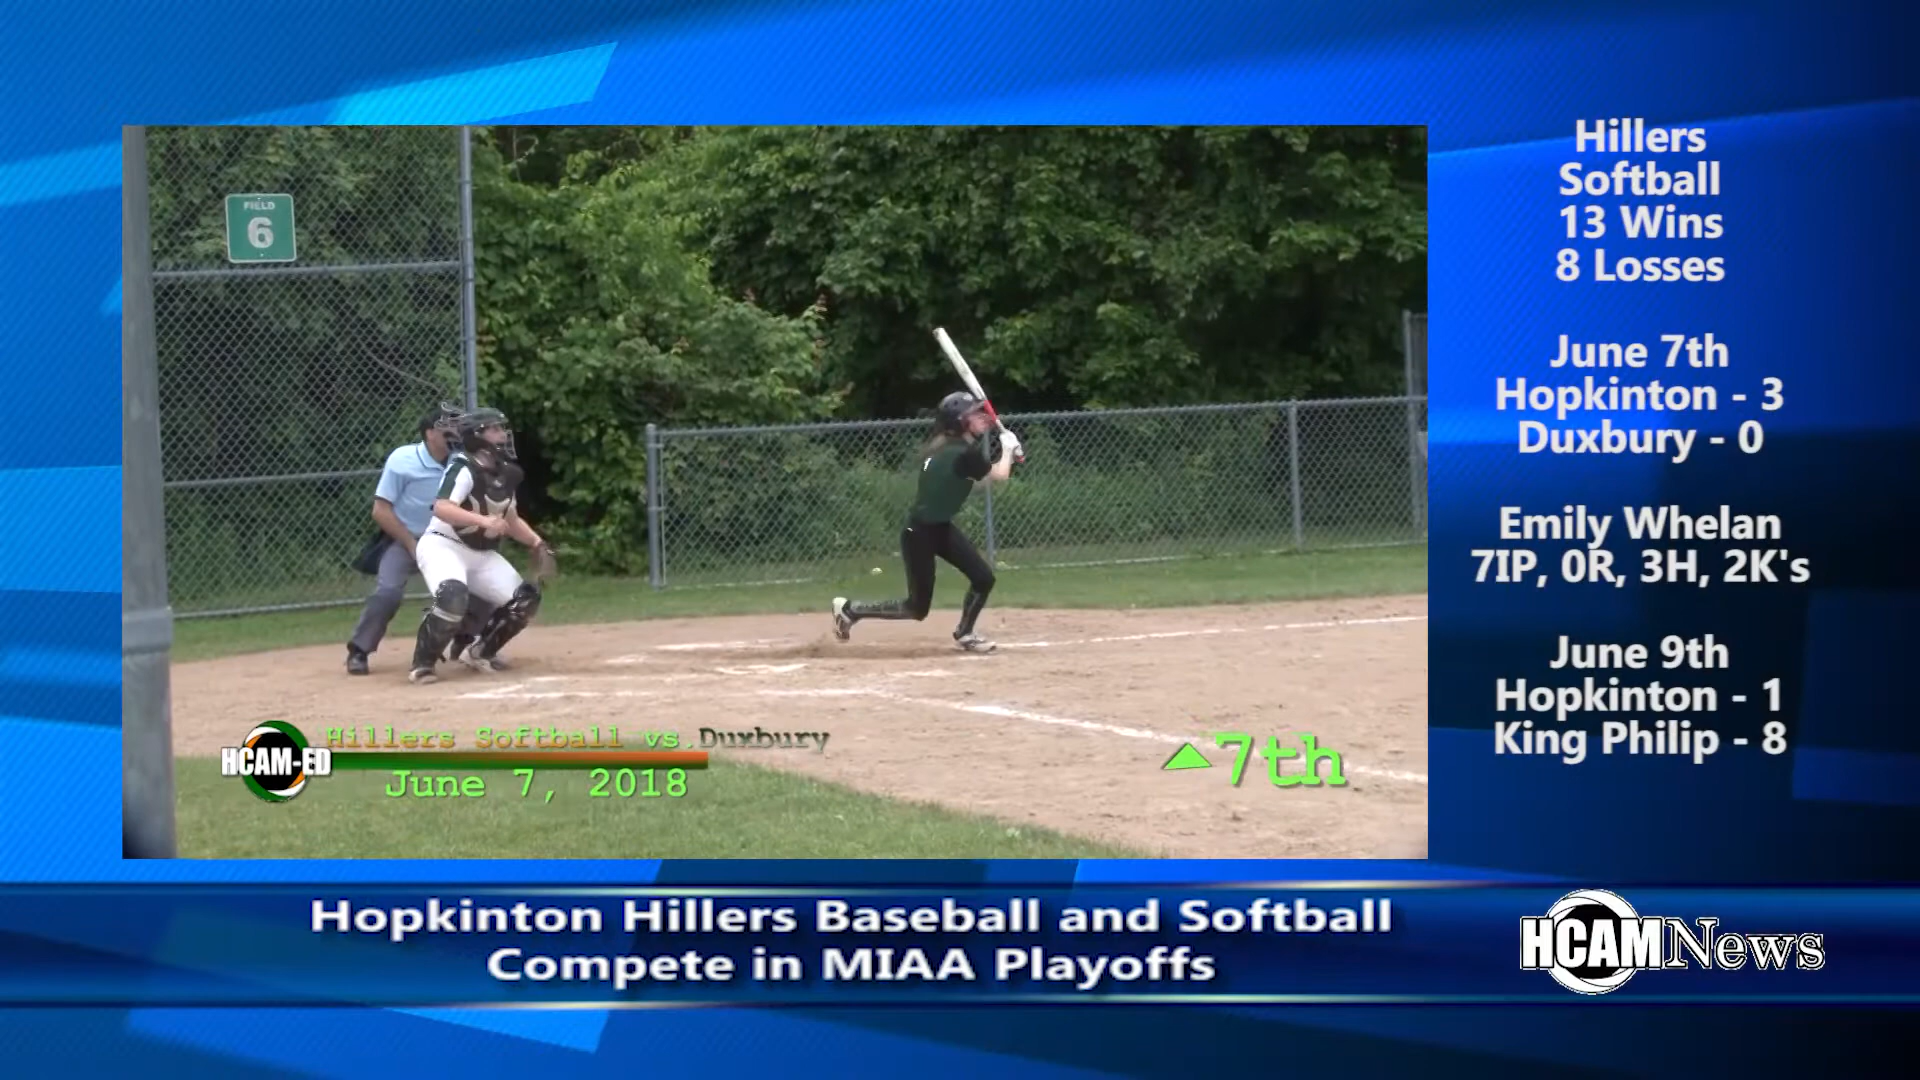 FIELD
6
Hillers
Softball
13 Wins
8 Losses
June 7th
Hopkinton - 3
Duxbury - 0
Emily Whelan
7IP, 0R, 3H, 2K's
June 9th
Hopkinton - 1
King Philip - 8
HCAM-ED
Hillers Softball vs. Duxbury
June 7, 2018
▲7th
Hopkinton Hillers Baseball and Softball
Compete in MIAA Playoffs
HCAMNews